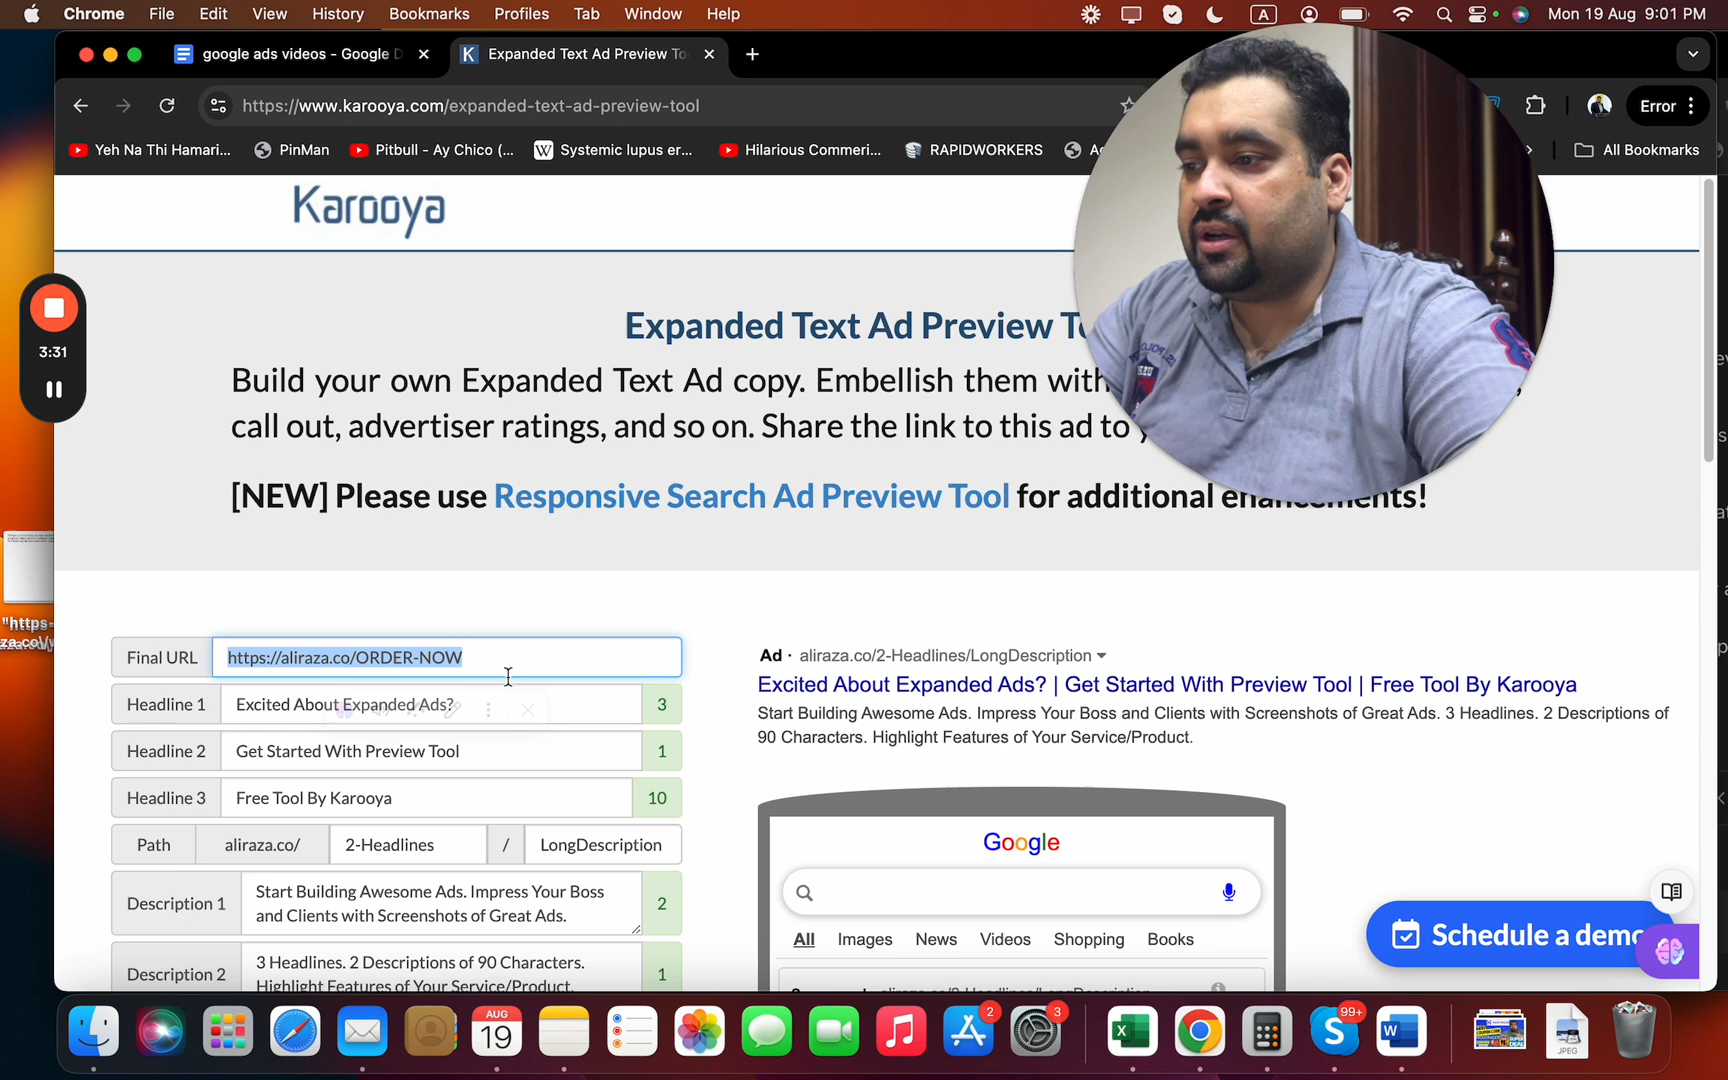 Chrome File Edit View History Bookmarks Profiles Tab Window Help A Mon 19 Aug 9:01 PM
google ads videos - Google D
Expanded Text Ad Preview To
https://www.karooya.com/expanded-text-ad-preview-tool
Error
Yeh Na Thi Hamari... PinMan Pitbull - Ay Chico (... W Systemic lupus er... Hilarious Commeri... RAPIDWORKERS All Bookmarks
Karooya
3:31
Expanded Text Ad Preview
Build your own Expanded Text Ad copy. Embellish them with
call out, advertiser ratings, and so on. Share the link to this ad to
[NEW] Please use Responsive Search Ad Preview Tool for additional enhancements!
"https-
Final URL https://aliraza.co/ORDER-NOW
Headline 1 Excited About Expanded Ads? 3
Headline 2 Get Started With Preview Tool 1
Headline 3 Free Tool By Karooya 10
Path aliraza.co/ 2-Headlines / LongDescription
Description 1 Start Building Awesome Ads. Impress Your Boss
and Clients with Screenshots of Great Ads. 2
Description 2 3 Headlines. 2 Descriptions of 90 Characters.
Highlight Features of Your Service/Product. 1
Ad · aliraza.co/2-Headlines/LongDescription
Excited About Expanded Ads? | Get Started With Preview Tool | Free Tool By Karooya
Start Building Awesome Ads. Impress Your Boss and Clients with Screenshots of Great Ads. 3 Headlines. 2 Descriptions of
90 Characters. Highlight Features of Your Service/Product.
Google
All Images News Videos Shopping Books
Schedule a demo
AUG
19
2
3
99+
JPEG